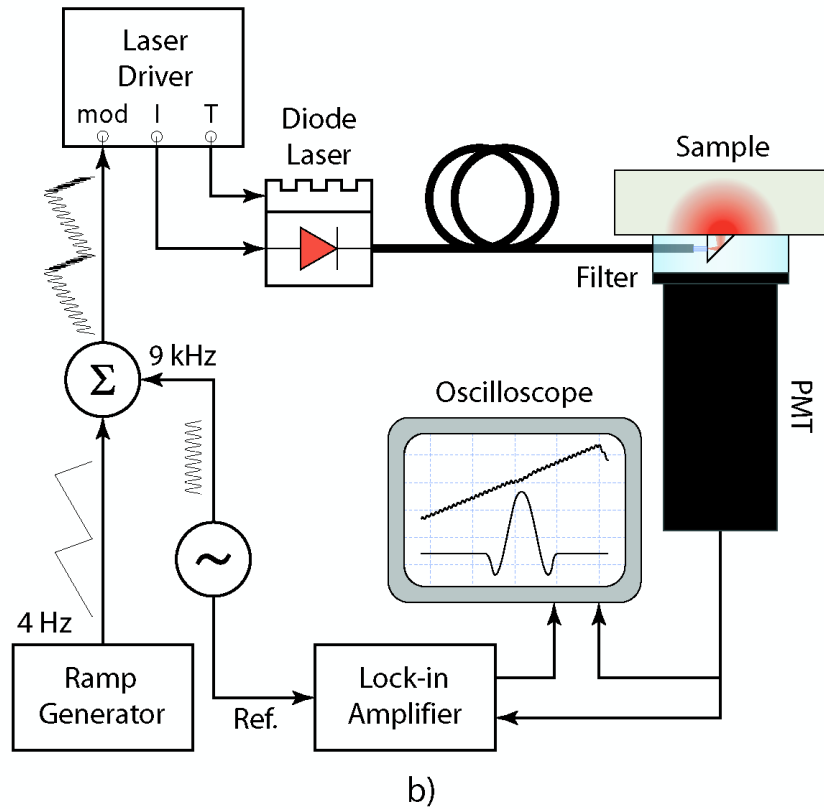 Laser
Driver
mod I T
Diode
Laser
Sample
Filter
9 kHz
Σ
PMT
Oscilloscope
~
4 Hz
Ramp
Generator
Ref.
Lock-in
Amplifier
b)